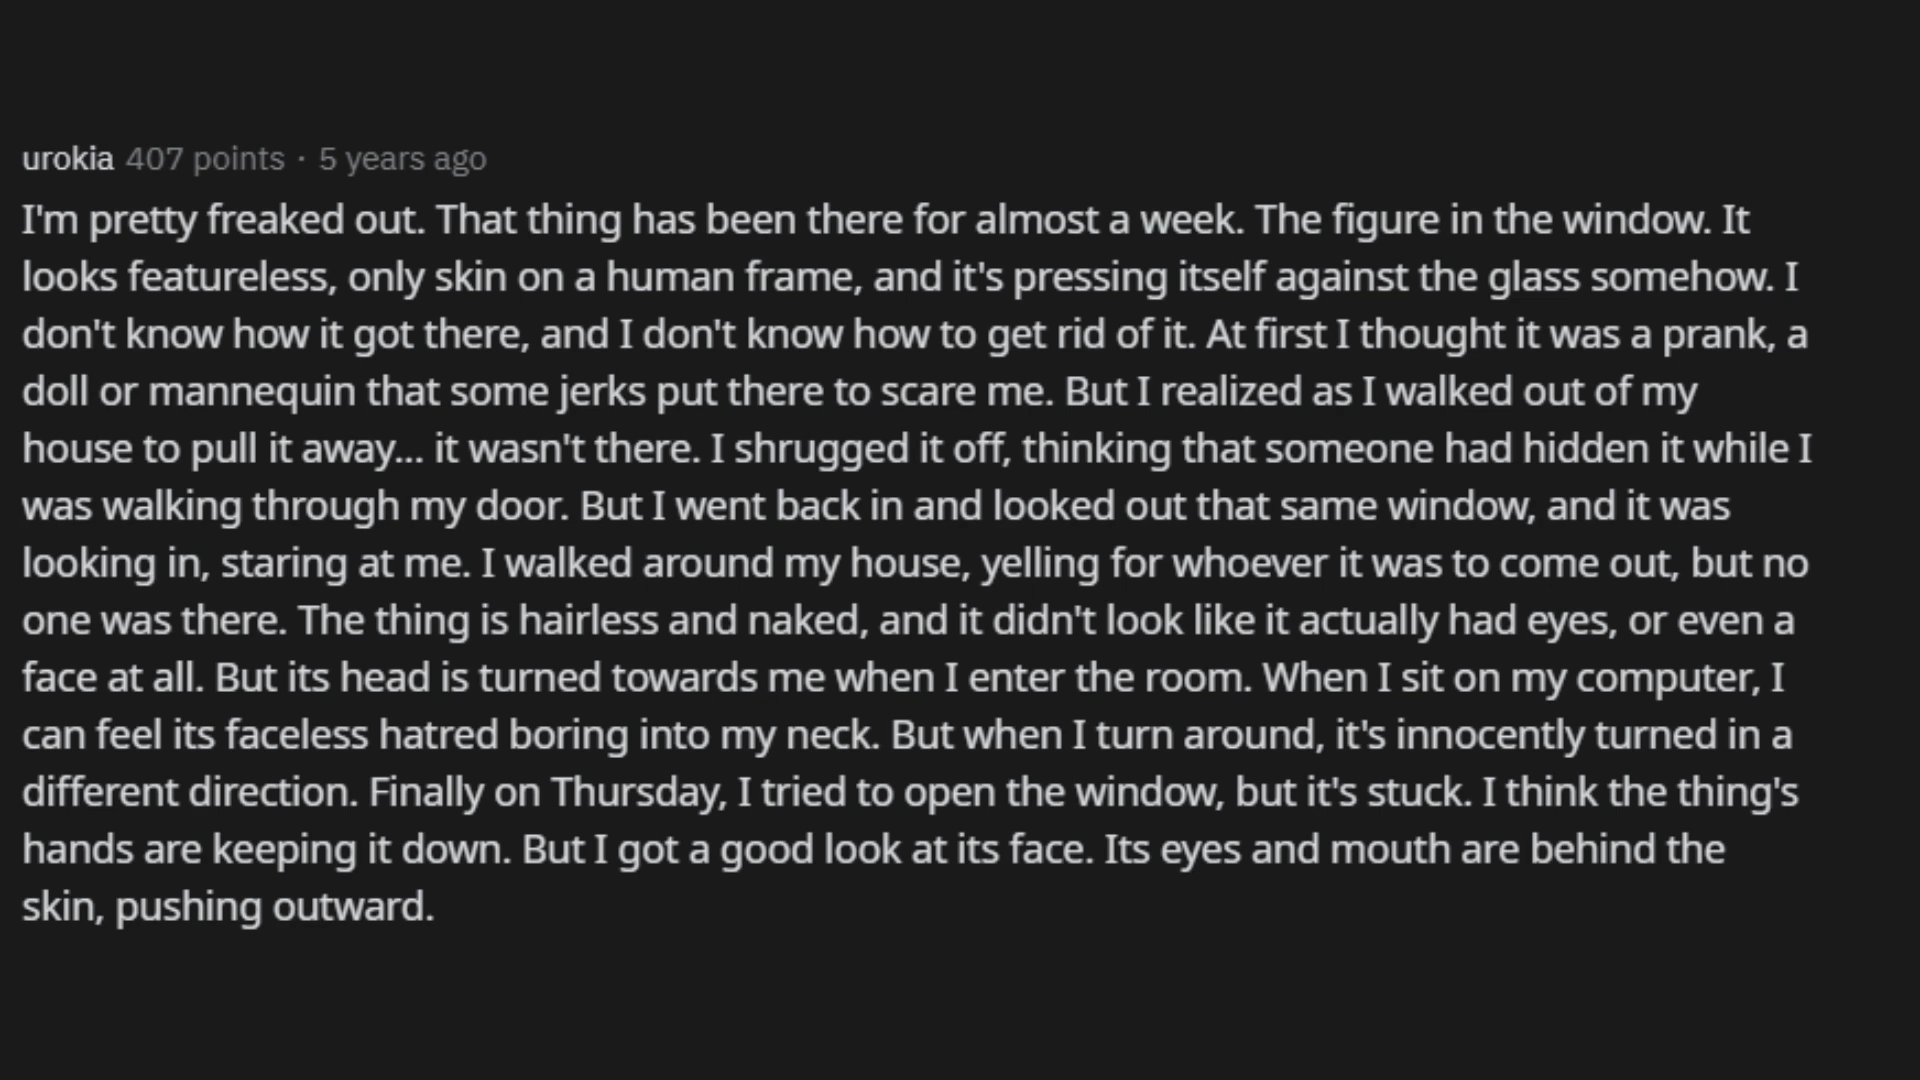 urokia 407 points · 5 years ago
I'm pretty freaked out. That thing has been there for almost a week. The figure in the window. It
looks featureless, only skin on a human frame, and it's pressing itself against the glass somehow. I
don't know how it got there, and I don't know how to get rid of it. At first I thought it was a prank, a
doll or mannequin that some jerks put there to scare me. But I realized as I walked out of my
house to pull it away... it wasn't there. I shrugged it off, thinking that someone had hidden it while I
was walking through my door. But I went back in and looked out that same window, and it was
looking in, staring at me. I walked around my house, yelling for whoever it was to come out, but no
one was there. The thing is hairless and naked, and it didn't look like it actually had eyes, or even a
face at all. But its head is turned towards me when I enter the room. When I sit on my computer, I
can feel its faceless hatred boring into my neck. But when I turn around, it's innocently turned in a
different direction. Finally on Thursday, I tried to open the window, but it's stuck. I think the thing's
hands are keeping it down. But I got a good look at its face. Its eyes and mouth are behind the
skin, pushing outward.